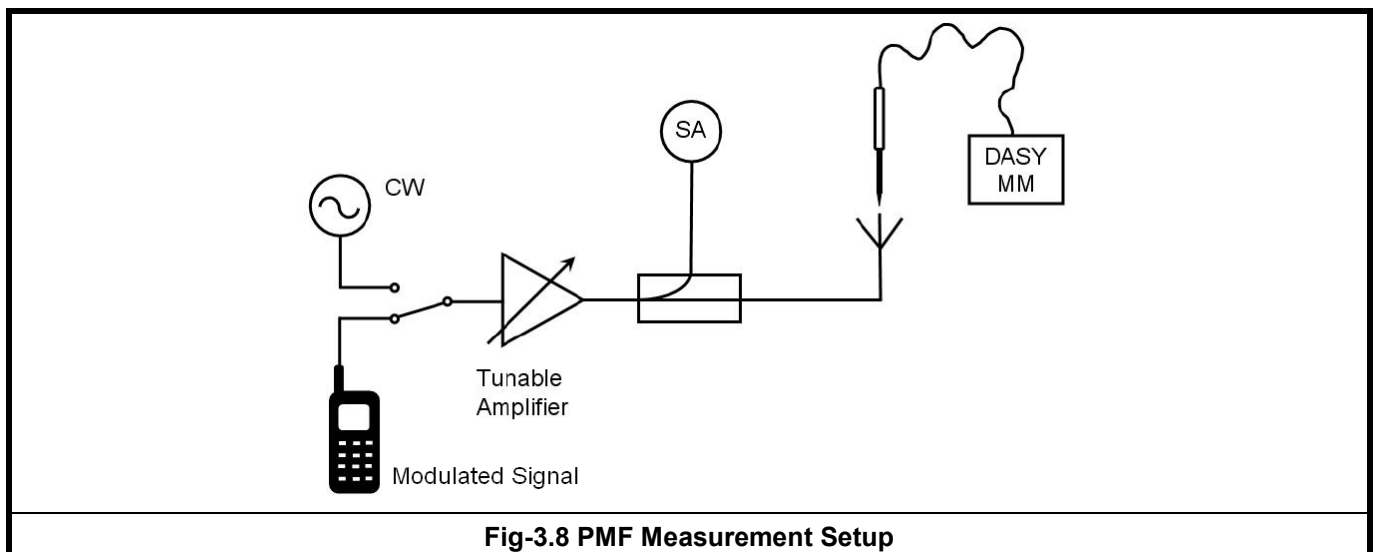 SA
DASY
MM
CW
Tunable
Amplifier
Modulated Signal
Fig-3.8 PMF Measurement Setup